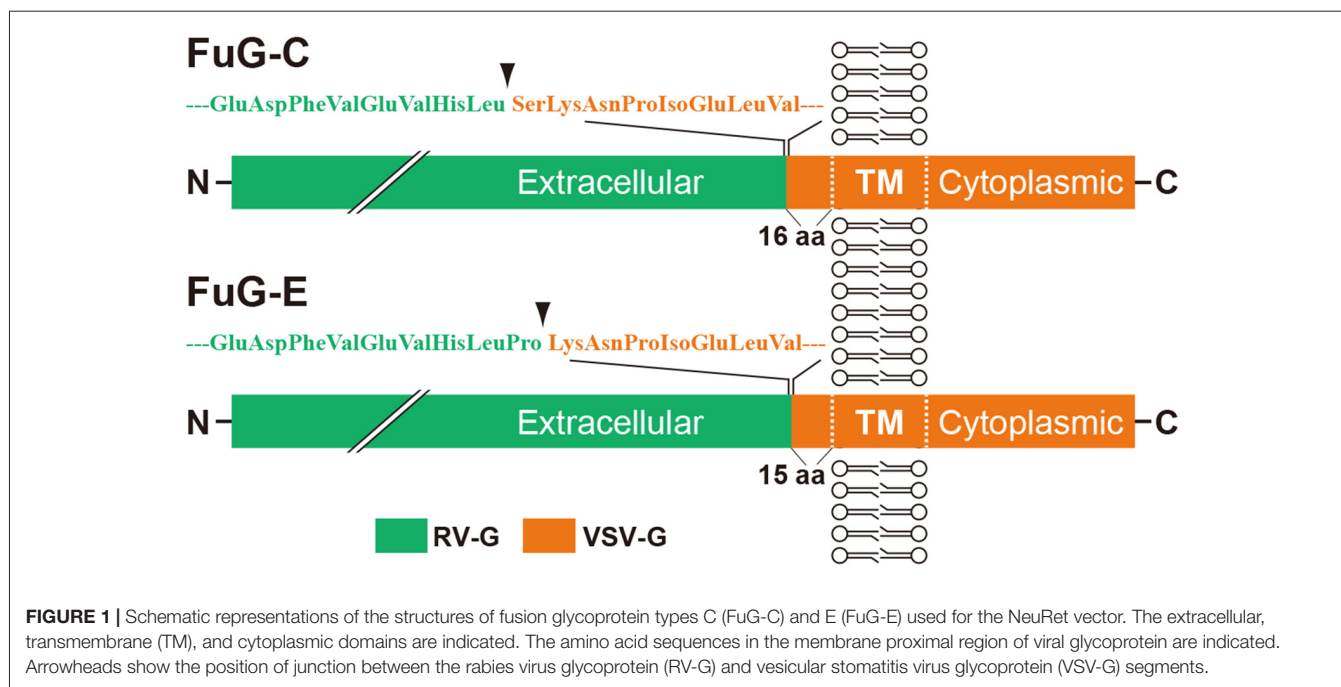 FuG-C
---GluAspPheValGluValHisLeu SerLysAsnProIsoGluLeuVal---
N Extracellular TM Cytoplasmic C
16 aa
FuG-E
---GluAspPheValGluValHisLeuPro LysAsnProIsoGluLeuVal---
N Extracellular TM Cytoplasmic C
15 aa
RV-G VSV-G
FIGURE 1 | Schematic representations of the structures of fusion glycoprotein types C (FuG-C) and E (FuG-E) used for the NeuRet vector. The extracellular,
transmembrane (TM), and cytoplasmic domains are indicated. The amino acid sequences in the membrane proximal region of viral glycoprotein are indicated.
Arrowheads show the position of junction between the rabies virus glycoprotein (RV-G) and vesicular stomatitis virus glycoprotein (VSV-G) segments.